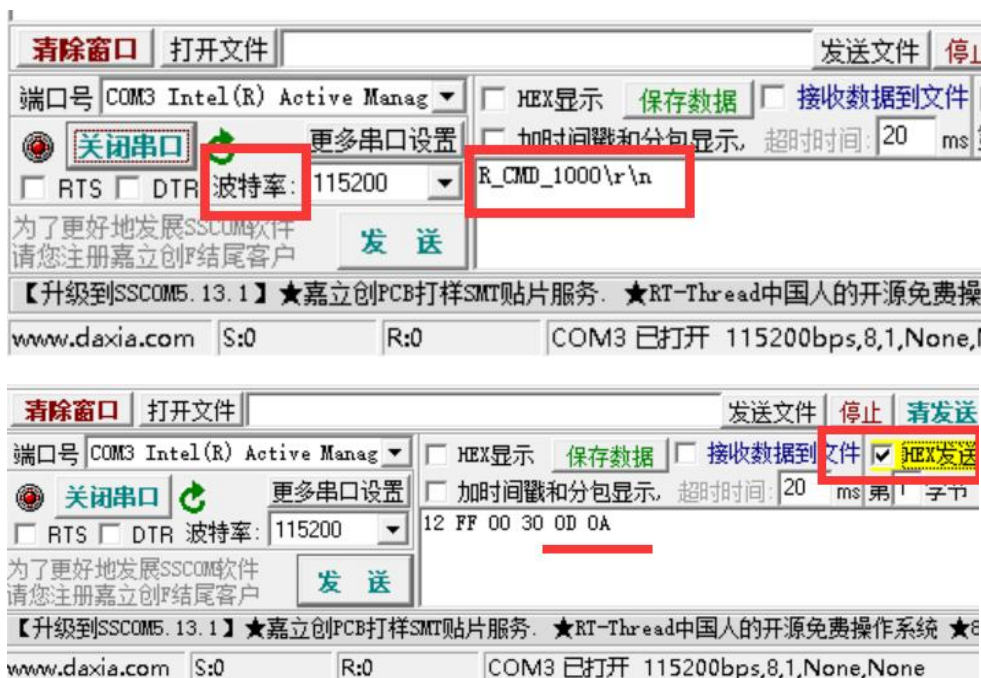 清除窗口 打开文件 发送文件 停止
端口号 COM3 Intel(R) Active Manag HEX显示 保存数据 接收数据到文件
关闭串口 更多串口设置 加时间戳和分包显示, 超时时间: 20 ms 第
RTS DTR 波特率: 115200 R_CMD_1000\r\n
为了更好地发展SSCOM软件
请您注册嘉立创F结尾客户 发 送
【升级到SSCOM5.13.1】★嘉立创PCB打样SMT贴片服务. ★RT-Thread中国人的开源免费操
www.daxia.com S:0 R:0 COM3 已打开 115200bps,8,1,None,
清除窗口 打开文件 发送文件 停止 清发送
端口号 COM3 Intel(R) Active Manag HEX显示 保存数据 接收数据到文件 HEX发送
关闭串口 更多串口设置 加时间戳和分包显示, 超时时间: 20 ms 第 1 字节
RTS DTR 波特率: 115200 12 FF 00 30 0D 0A
为了更好地发展SSCOM软件
请您注册嘉立创F结尾客户 发 送
【升级到SSCOM5.13.1】★嘉立创PCB打样SMT贴片服务. ★RT-Thread中国人的开源免费操作系统 ★8
www.daxia.com S:0 R:0 COM3 已打开 115200bps,8,1,None,None